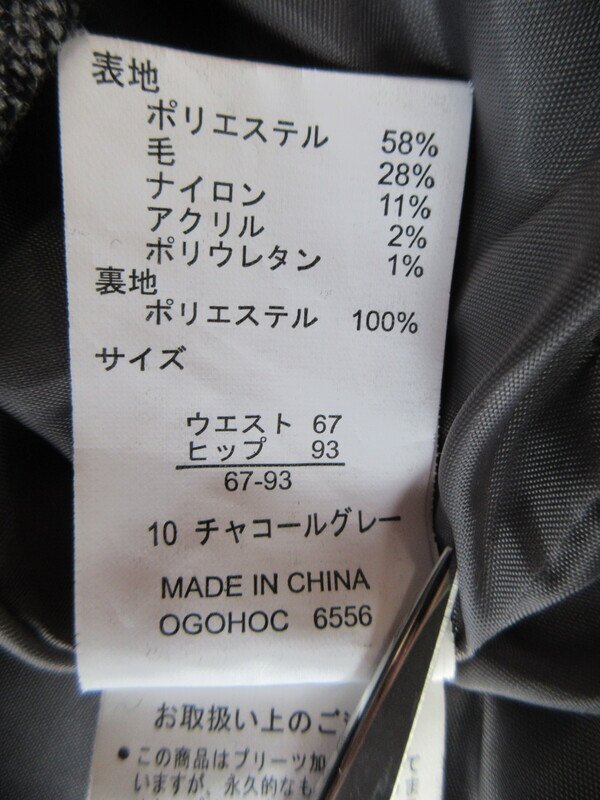 表地
ポリエステル 58%
毛 28%
ナイロン 11%
アクリル 2%
ポリウレタン 1%
裏地
ポリエステル 100%
サイズ
ウエスト 67
ヒップ 93
67-93
10 チャコールグレー
MADE IN CHINA
OGOHOC 6556
お取扱い上のご
●この商品はプリーツ加
いますが、永久的なも